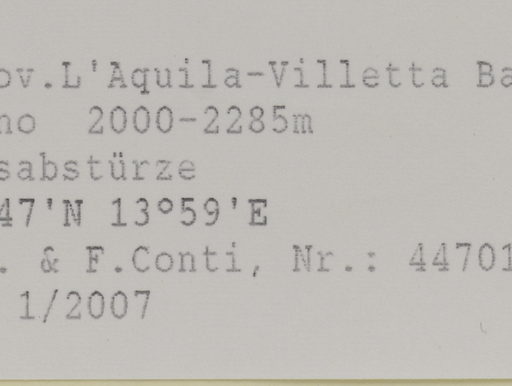 ov.L'Aquila-Villetta Ba
no 2000-2285m
sabstürze
47'N 13°59'E
. & F.Conti, Nr.: 44701
1/2007